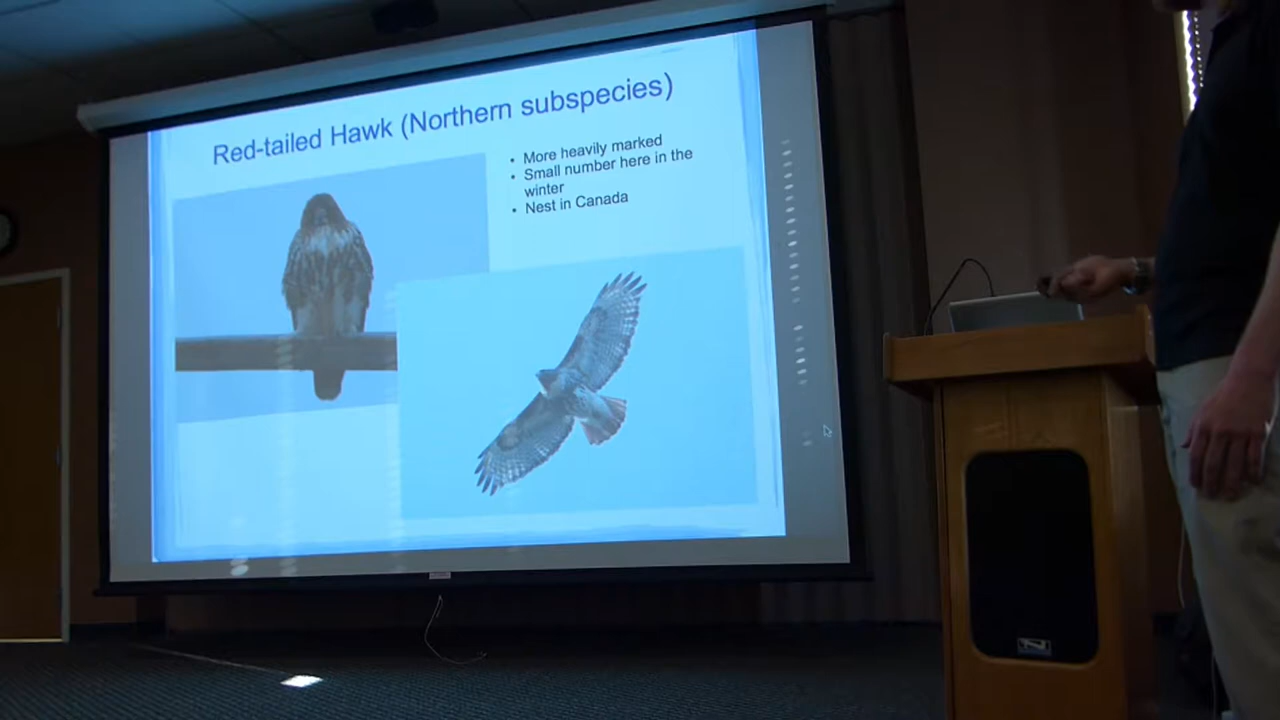 Red-tailed Hawk (Northern subspecies)
• More heavily marked
• Small number here in the
winter
• Nest in Canada